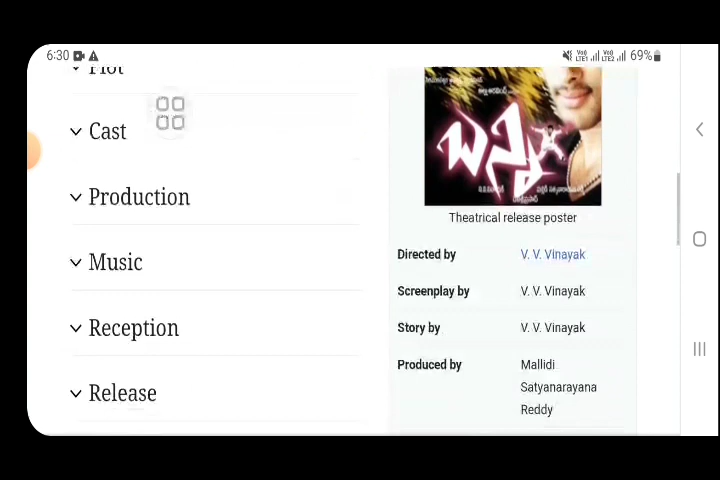 6:30
69%
Plot
Cast
Production
Music
Reception
Release
బన్ని
Theatrical release poster
Directed by V. V. Vinayak
Screenplay by V. V. Vinayak
Story by V. V. Vinayak
Produced by Mallidi
Satyanarayana
Reddy